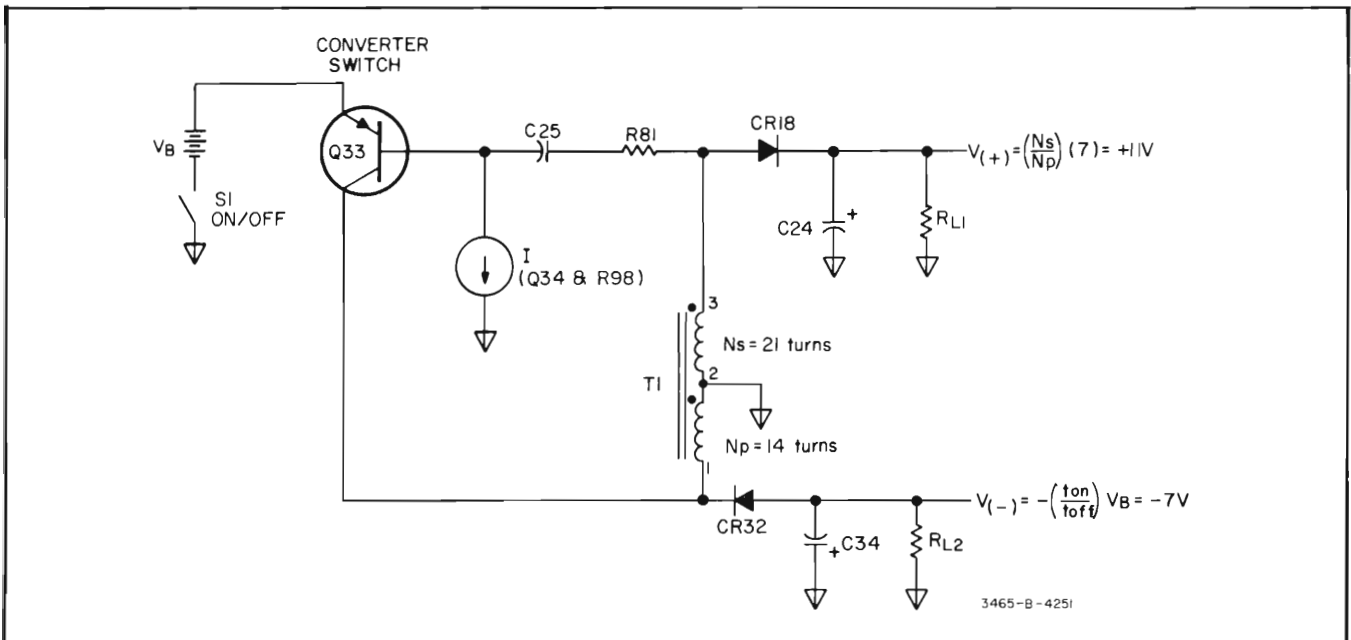 CONVERTER
SWITCH
VB
Q33
S1
ON/OFF
C25
R81
CR18
V(+) = (Ns/Np) (7) = +11V
C24
+
RL1
I
(Q34 & R98)
3
Ns = 21 turns
T1
2
Np = 14 turns
1
CR32
V(-) = -(ton/toff) VB = -7V
+
C34
RL2
3465-B-4251